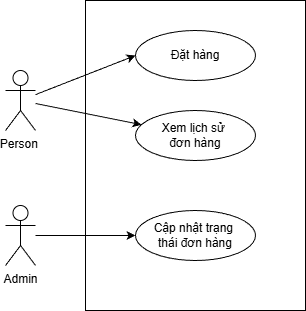 Đặt hàng
Person
Xem lịch sử
đơn hàng
Admin
Cập nhật trạng
thái đơn hàng